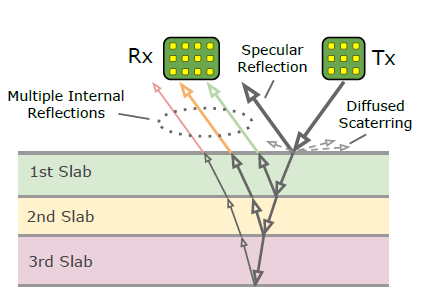 Rx
Specular
Reflection
Tx
Multiple Internal
Reflections
Diffused
Scaterring
1st Slab
2nd Slab
3rd Slab